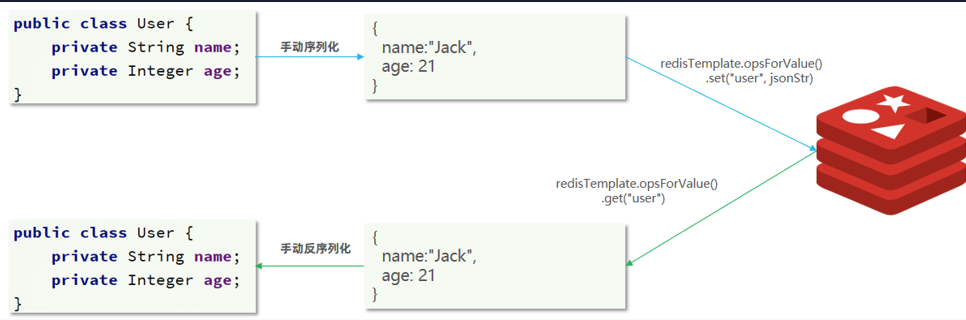 public class User {
    private String name;
    private Integer age;
}
手动序列化
{
  name:"Jack",
  age: 21
}
redisTemplate.opsForValue()
.set("user", jsonStr)
redisTemplate.opsForValue()
.get("user")
public class User {
    private String name;
    private Integer age;
}
手动反序列化
{
  name:"Jack",
  age: 21
}